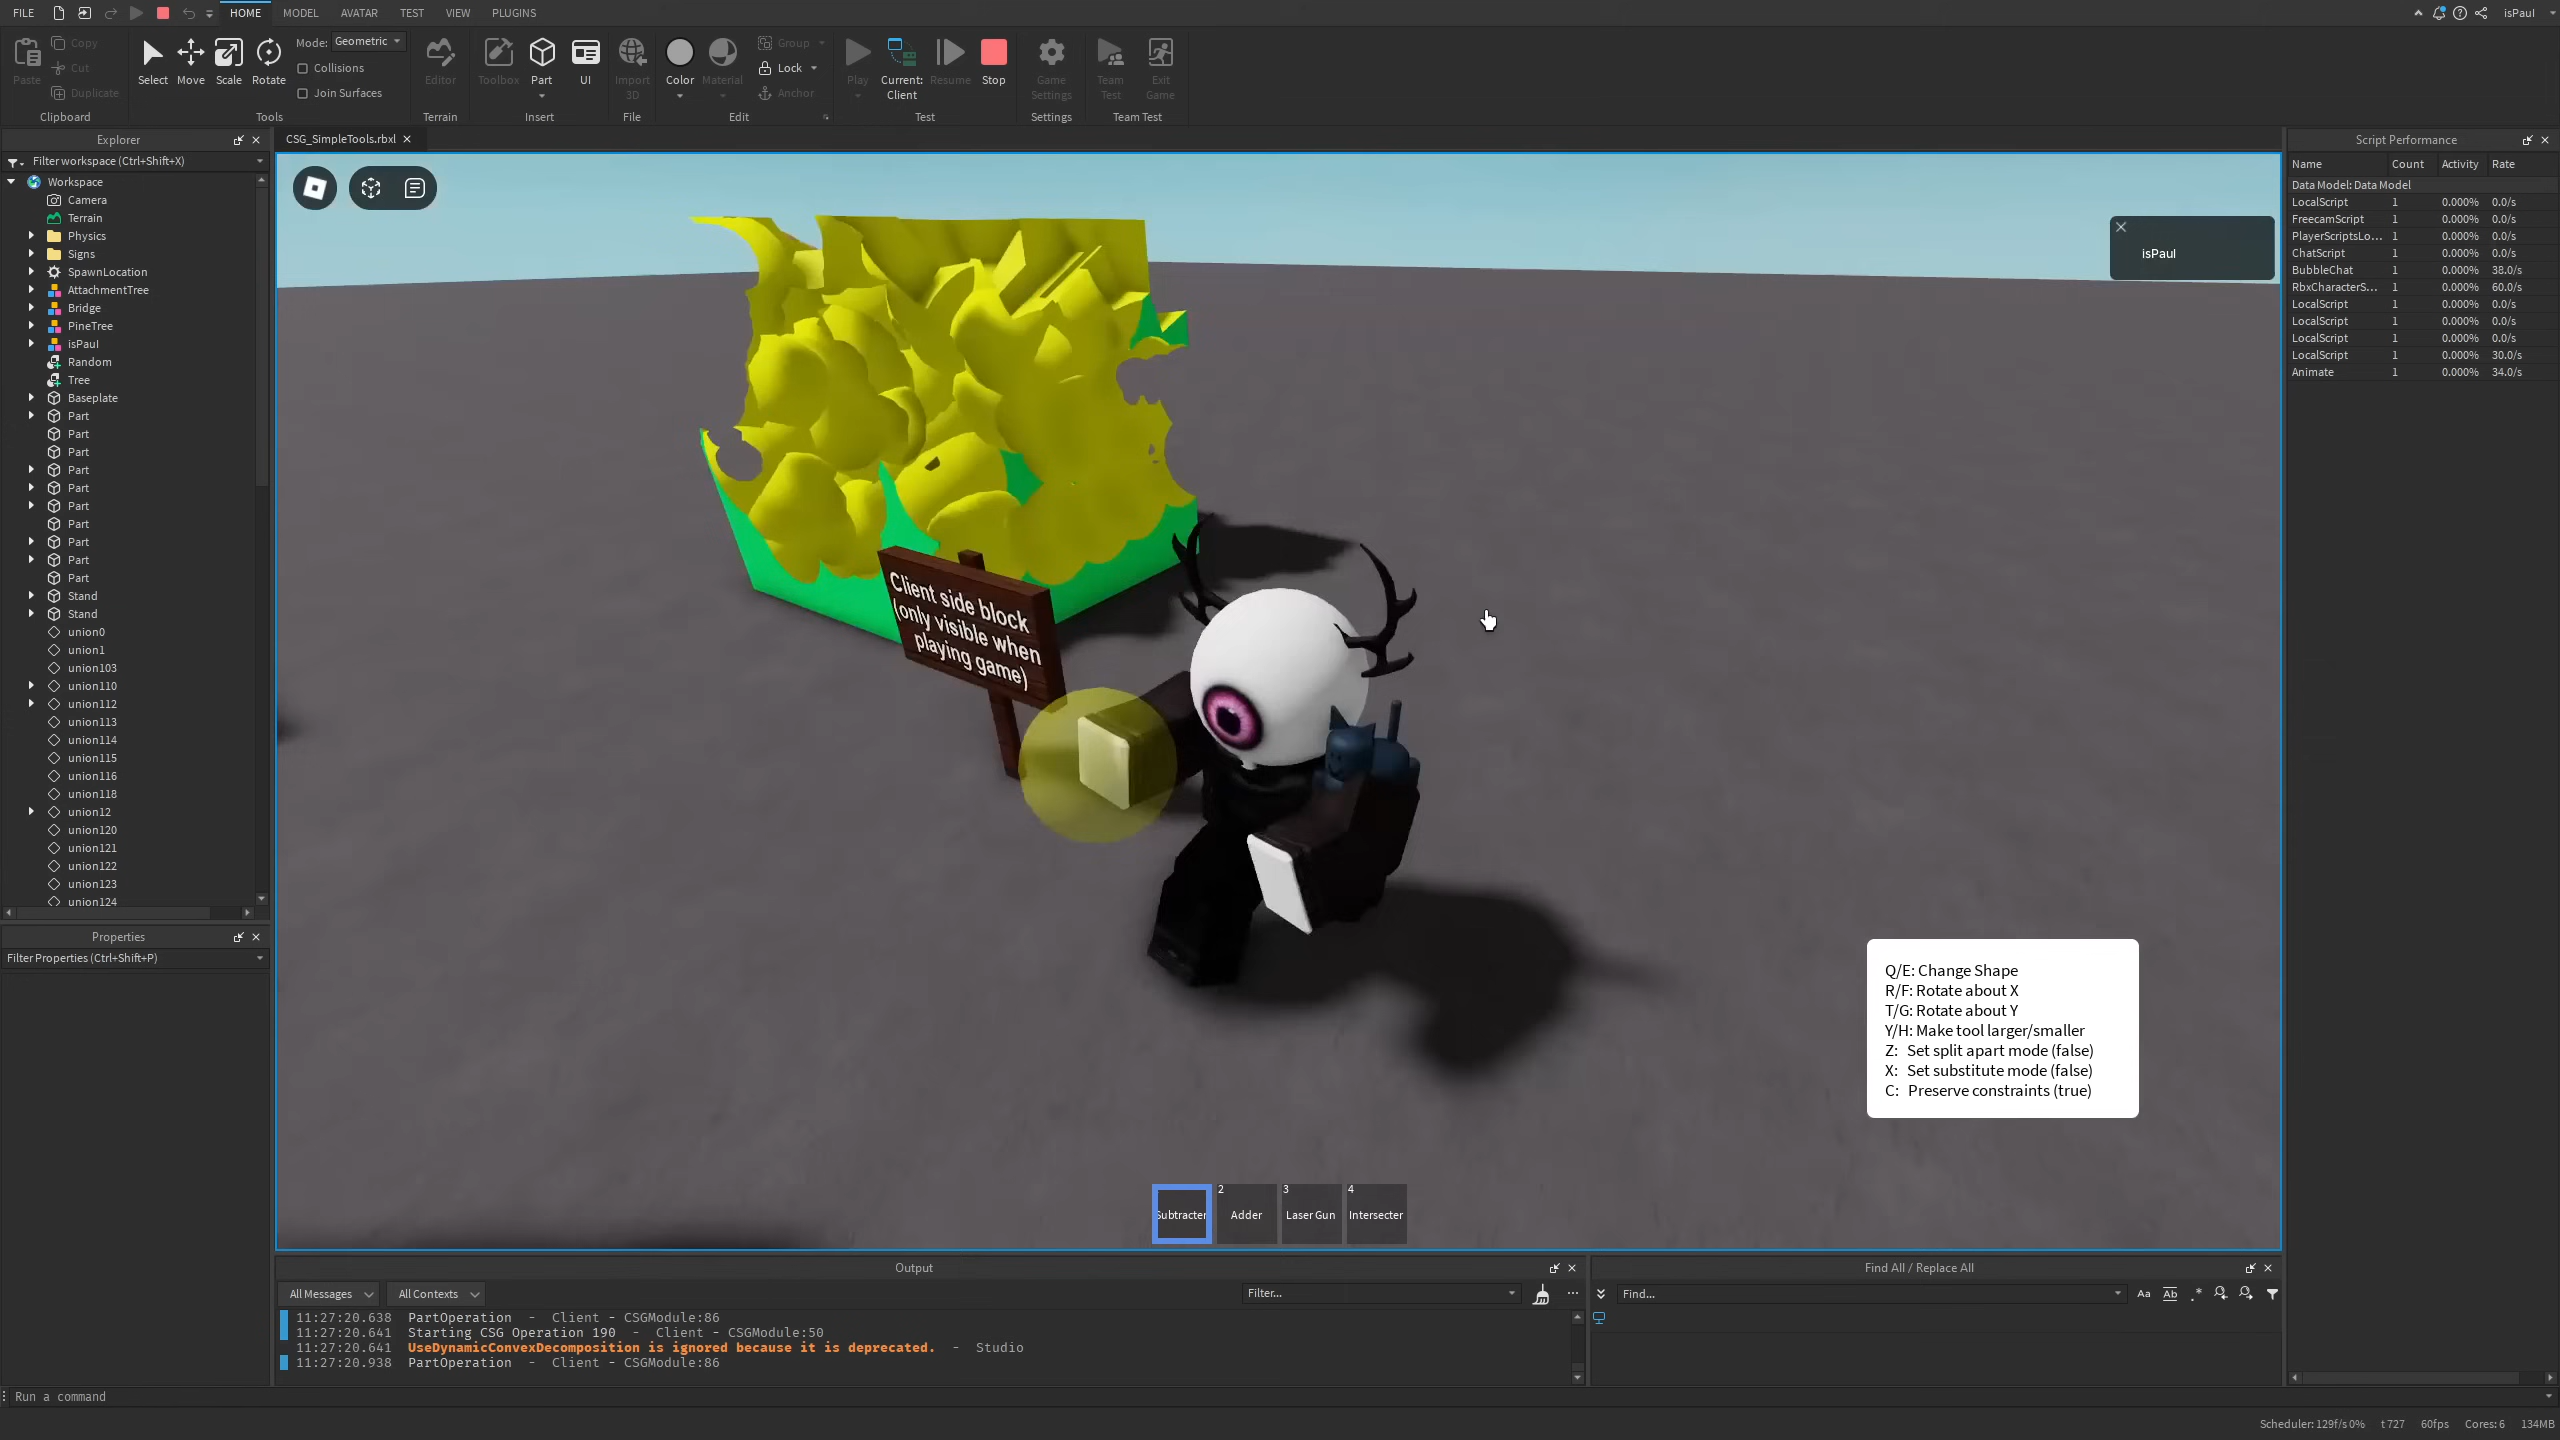 FILE
HOME
MODEL
AVATAR
TEST
VIEW
PLUGINS
isPaul
Paste
Copy
Cut
Duplicate
Clipboard
Select
Move
Scale
Rotate
Mode: Geometric
Collisions
Join Surfaces
Tools
Editor
Terrain
Toolbox
Part
UI
Insert
Import
3D
File
Color
Material
Group
Lock
Anchor
Edit
Play
Current:
Client
Resume
Stop
Test
Game
Settings
Settings
Team
Test
Exit
Game
Team Test
Explorer
Filter workspace (Ctrl+Shift+X)
Workspace
Camera
Terrain
Physics
Signs
SpawnLocation
AttachmentTree
Bridge
PineTree
isPaul
Random
Tree
Baseplate
Part
Part
Part
Part
Part
Part
Part
Part
Part
Part
Stand
Stand
union0
union1
union103
union110
union112
union113
union114
union115
union116
union118
union12
union120
union121
union122
union123
union124
Properties
Filter Properties (Ctrl+Shift+P)
CSG_SimpleTools.rbxl
isPaul
Client side block
(only visible when
playing game)
Q/E: Change Shape
R/F: Rotate about X
T/G: Rotate about Y
Y/H: Make tool larger/smaller
Z: Set split apart mode (false)
X: Set substitute mode (false)
C: Preserve constraints (true)
Subtracter
2
Adder
3
Laser Gun
4
Intersecter
Script Performance
Name Count Activity Rate
Data Model: Data Model
LocalScript 1 0.000% 0.0/s
FreecamScript 1 0.000% 0.0/s
PlayerScriptsLo... 1 0.000% 0.0/s
ChatScript 1 0.000% 0.0/s
BubbleChat 1 0.000% 38.0/s
RbxCharacterS... 1 0.000% 60.0/s
LocalScript 1 0.000% 0.0/s
LocalScript 1 0.000% 0.0/s
LocalScript 1 0.000% 0.0/s
LocalScript 1 0.000% 30.0/s
Animate 1 0.000% 34.0/s
Output
All Messages
All Contexts
Filter...
11:27:20.638 PartOperation - Client - CSGModule:86
11:27:20.641 Starting CSG Operation 190 - Client - CSGModule:50
11:27:20.641 UseDynamicConvexDecomposition is ignored because it is deprecated. - Studio
11:27:20.938 PartOperation - Client - CSGModule:86
Find All / Replace All
Find...
Aa
Ab
.*
Run a command
Scheduler: 129f/s 0% t 727 60fps Cores: 6 134MB